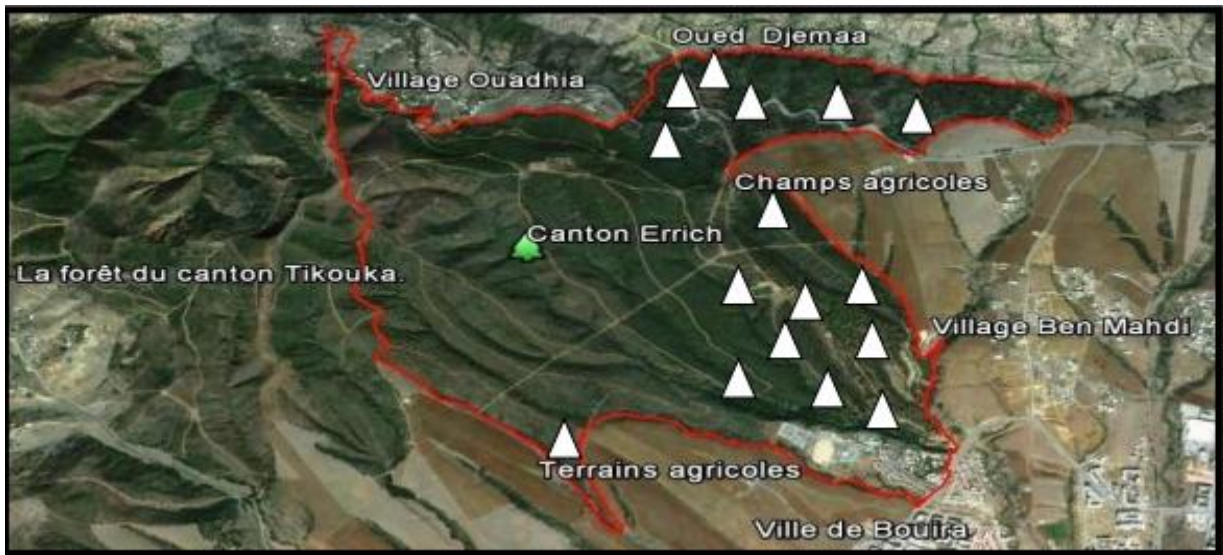 Oued Djemaa
Village Ouadhia
Champs agricoles
Canton Errich
La forêt du canton Tikouka.
Village Ben Mahdi
Terrains agricoles
Ville de Bouira